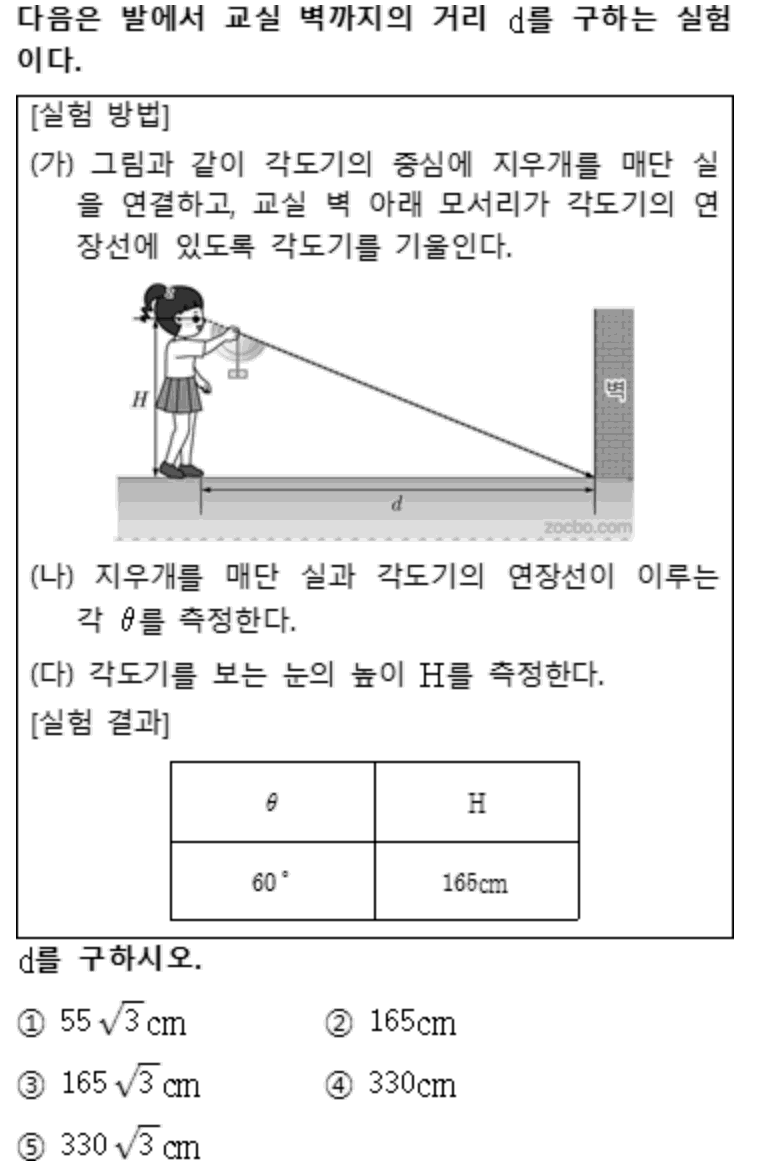 다음은 발에서 교실 벽까지의 거리 d를 구하는 실험
이다.
[실험 방법]
(가) 그림과 같이 각도기의 중심에 지우개를 매단 실
을 연결하고, 교실 벽 아래 모서리가 각도기의 연
장선에 있도록 각도기를 기울인다.
H
벽
d
zocbo.com
(나) 지우개를 매단 실과 각도기의 연장선이 이루는
각 θ를 측정한다.
(다) 각도기를 보는 눈의 높이 H를 측정한다.
[실험 결과]
θ H
60° 165cm
d를 구하시오.
① 55√3cm ② 165cm
③ 165√3cm ④ 330cm
⑤ 330√3cm